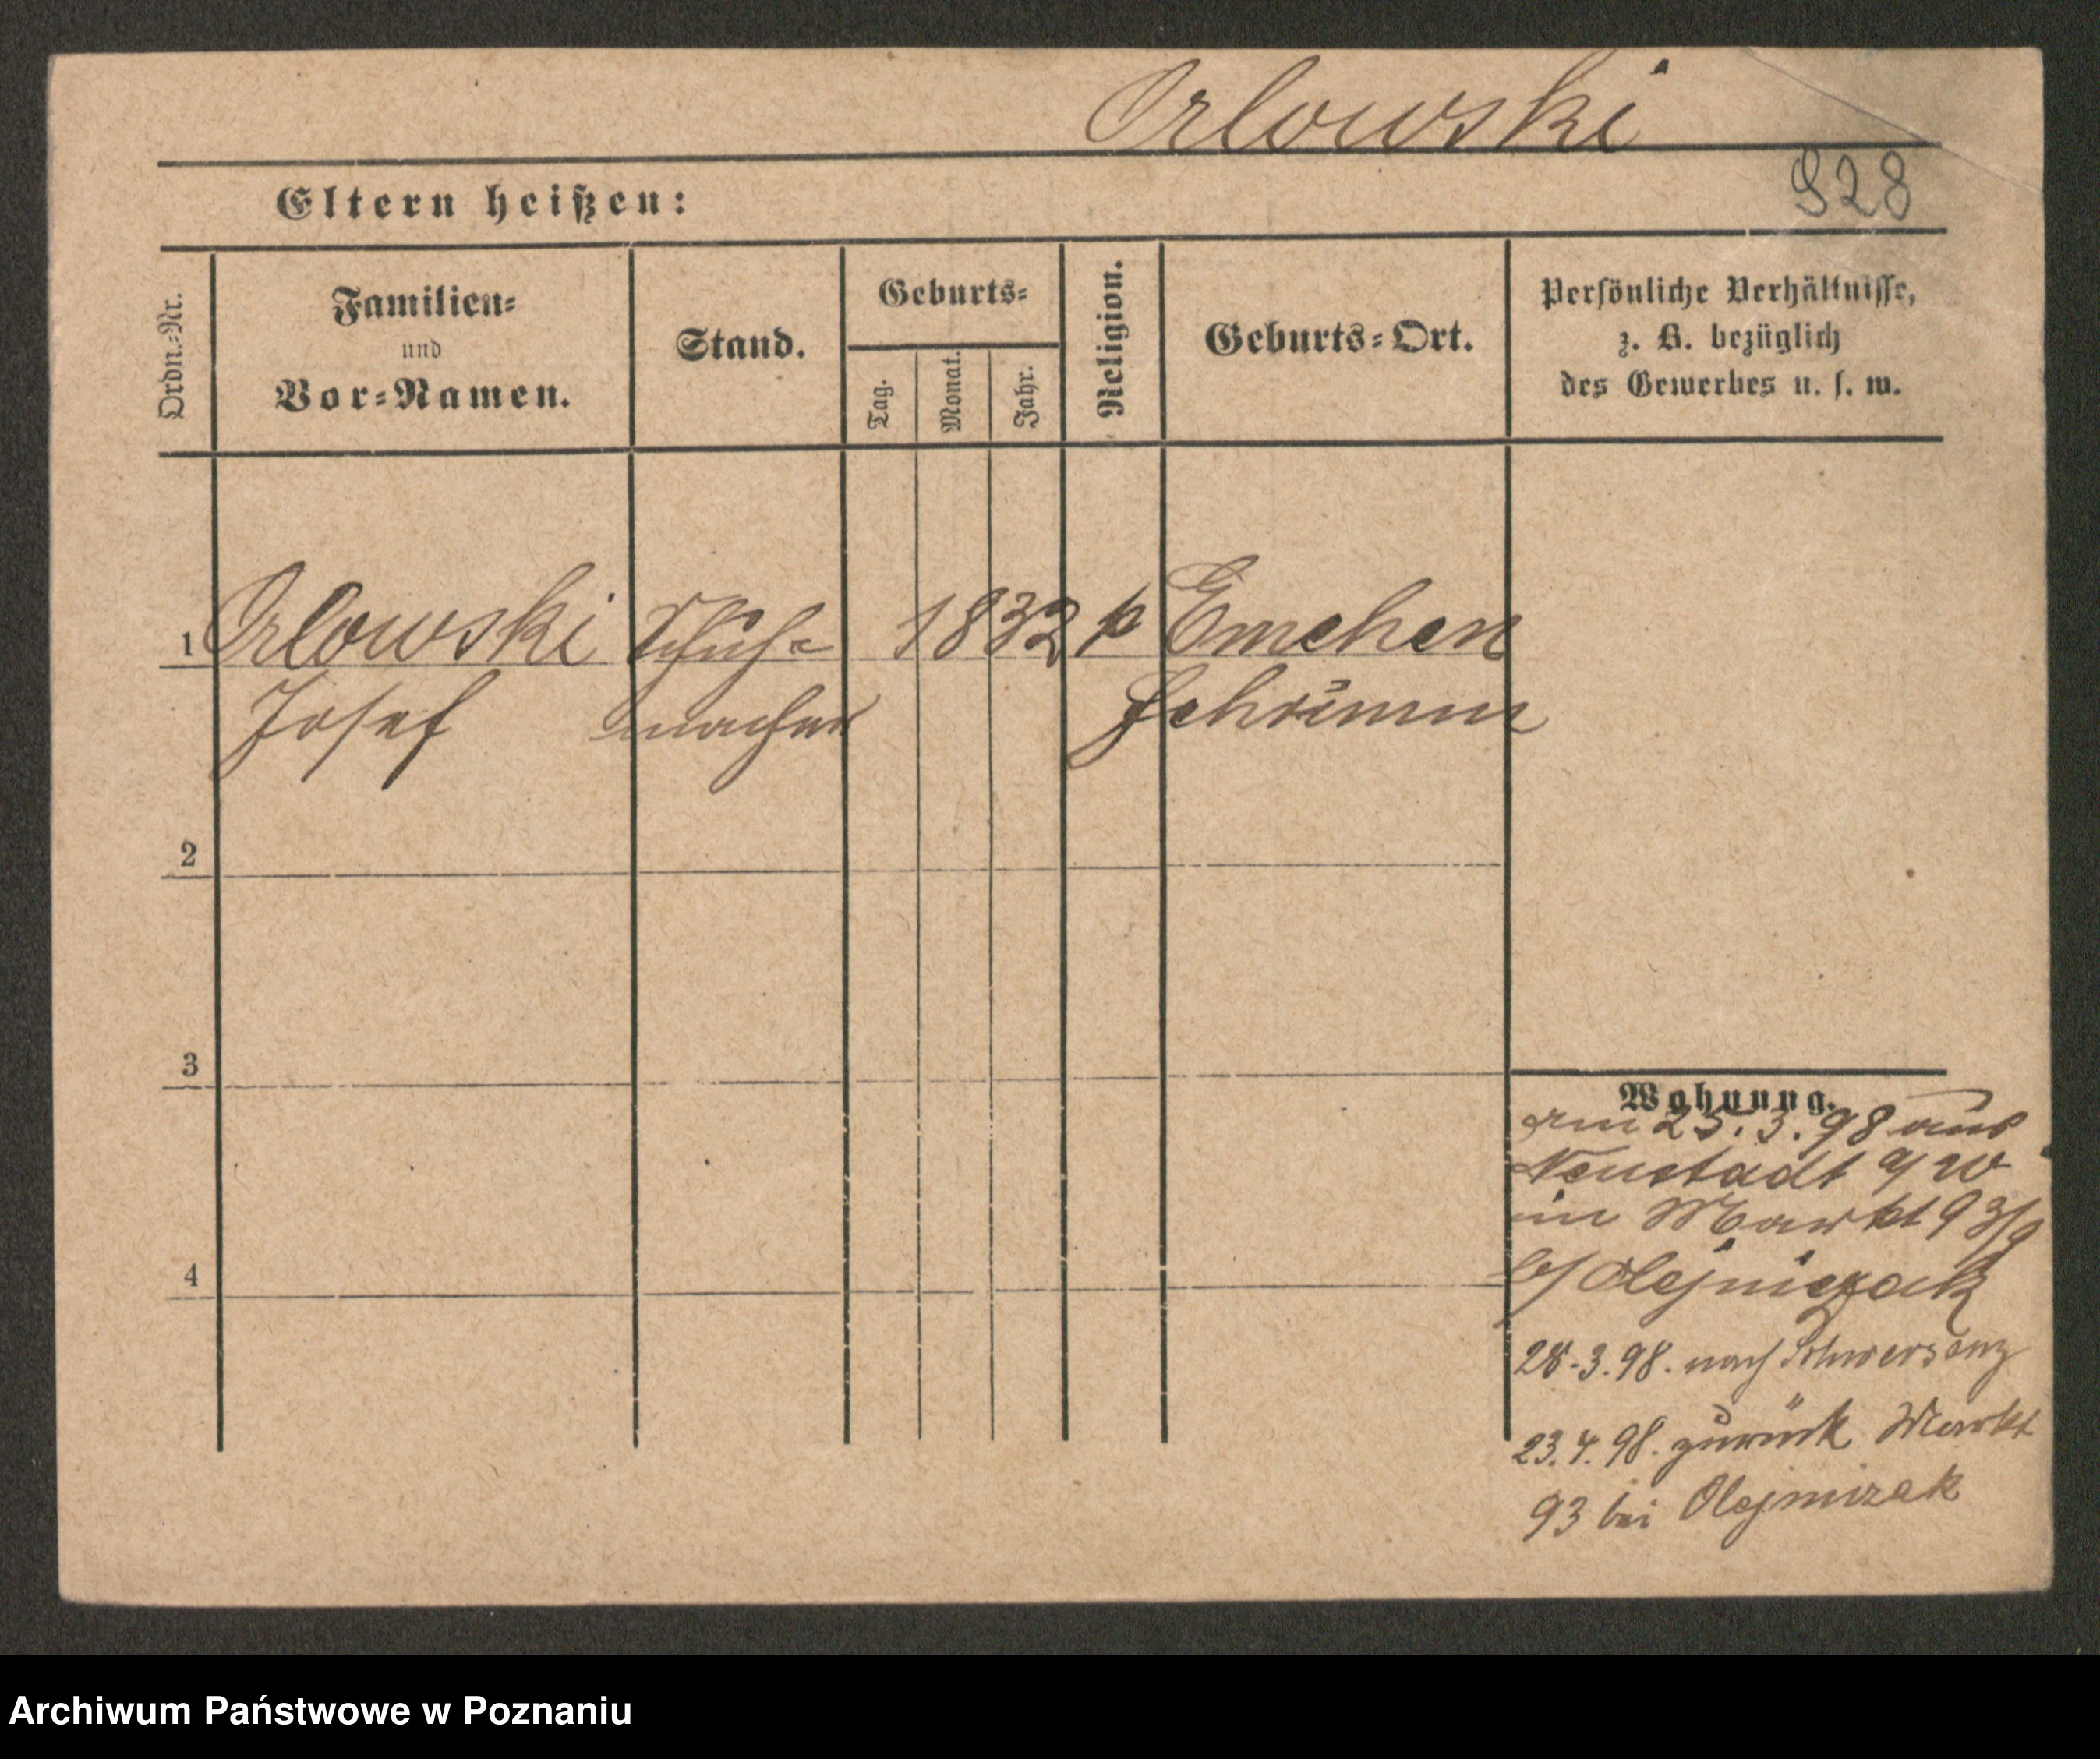 Orlowski
928
Eltern heißen:
Ordn.-Nr.
Familien-
und
Vor-Namen.
Stand.
Geburts-
Tag.
Monat.
Jahr.
Religion.
Geburts-Ort.
Persönliche Verhältnisse,
z. B. bezüglich
des Gewerbes u. s. w.
1 Orlowski Schuh- 1832 k Emchen
Josef macher Schrimm
2
3
4
Wohnung.
am 25.3.98 aus
Neustadt a/W
in Markt 93/9
b/ Olejniczak
28.3.98. nach Schwersenz
23.4.98. zurück Markt
93 bei Olejniczak
Archiwum Państwowe w Poznaniu